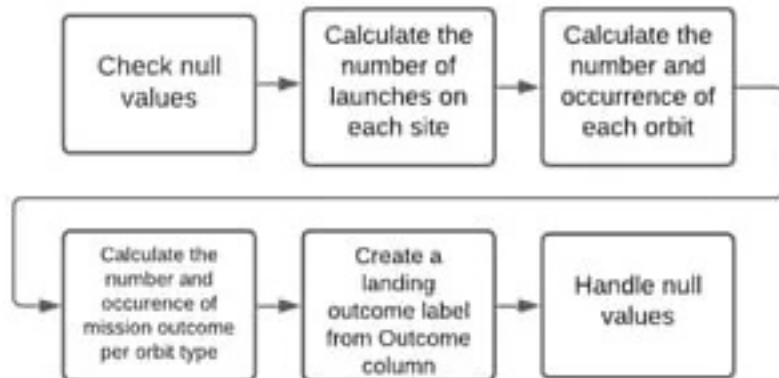 Check null
values
Calculate the
number of
launches on
each site
Calculate the
number and
occurrence of
each orbit
Calculate the
number and
occurence of
mission outcome
per orbit type
Create a
landing
outcome label
from Outcome
column
Handle null
values